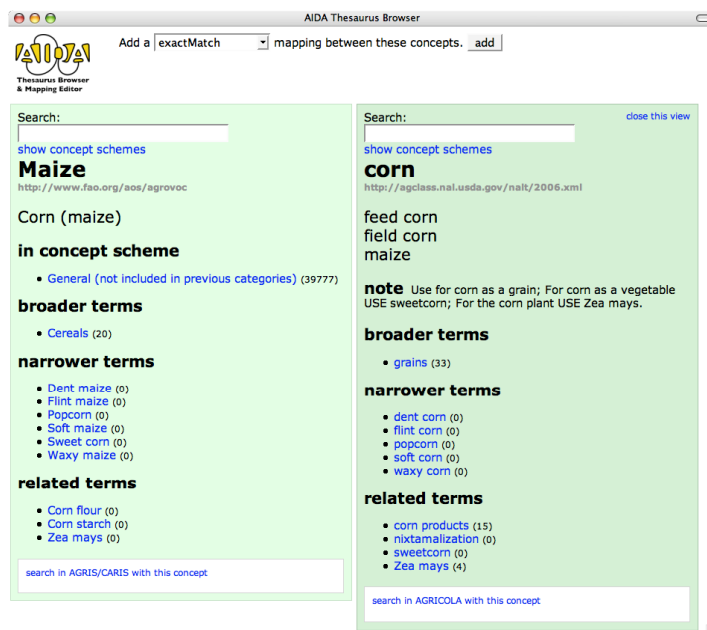 AIDA Thesaurus Browser
AIDA
Thesaurus Browser
& Mapping Editor
Add a exactMatch mapping between these concepts. add
Search:
show concept schemes
Maize
http://www.fao.org/aos/agrovoc
Corn (maize)
in concept scheme
• General (not included in previous categories) (39777)
broader terms
• Cereals (20)
narrower terms
• Dent maize (0)
• Flint maize (0)
• Popcorn (0)
• Soft maize (0)
• Sweet corn (0)
• Waxy maize (0)
related terms
• Corn flour (0)
• Corn starch (0)
• Zea mays (0)
search in AGRIS/CARIS with this concept
Search:
close this view
show concept schemes
corn
http://agclass.nal.usda.gov/nalt/2006.xml
feed corn
field corn
maize
note Use for corn as a grain; For corn as a vegetable
USE sweetcorn; For the corn plant USE Zea mays.
broader terms
• grains (33)
narrower terms
• dent corn (0)
• flint corn (0)
• popcorn (0)
• soft corn (0)
• waxy corn (0)
related terms
• corn products (15)
• nixtamalization (0)
• sweetcorn (0)
• Zea mays (4)
search in AGRICOLA with this concept